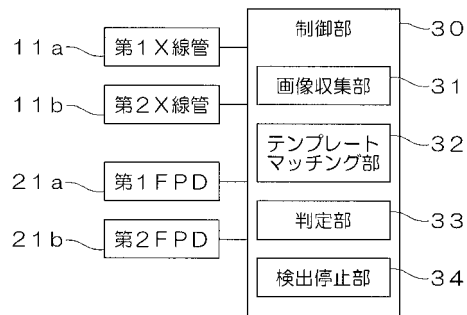 制御部
30
11a
第1X線管
画像収集部
31
11b
第2X線管
テンプレート
マッチング部
32
21a
第1FPD
判定部
33
21b
第2FPD
検出停止部
34